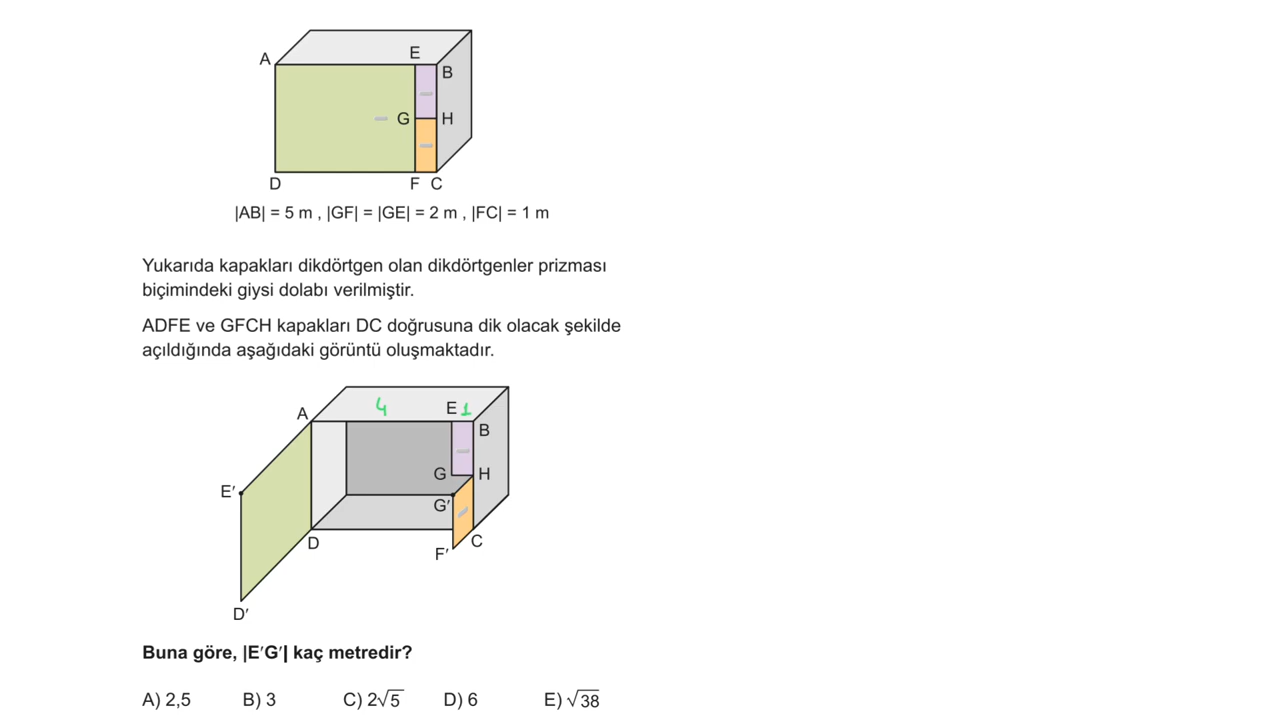 A E B
G H
D F C
|AB| = 5 m , |GF| = |GE| = 2 m , |FC| = 1 m
Yukarıda kapakları dikdörtgen olan dikdörtgenler prizması
biçimindeki giysi dolabı verilmiştir.
ADFE ve GFCH kapakları DC doğrusuna dik olacak şekilde
açıldığında aşağıdaki görüntü oluşmaktadır.
A 4 E 1 B
G H
E′ G′
D F′ C
D′
Buna göre, |E′G′| kaç metredir?
A) 2,5 B) 3 C) 2√5 D) 6 E) √38